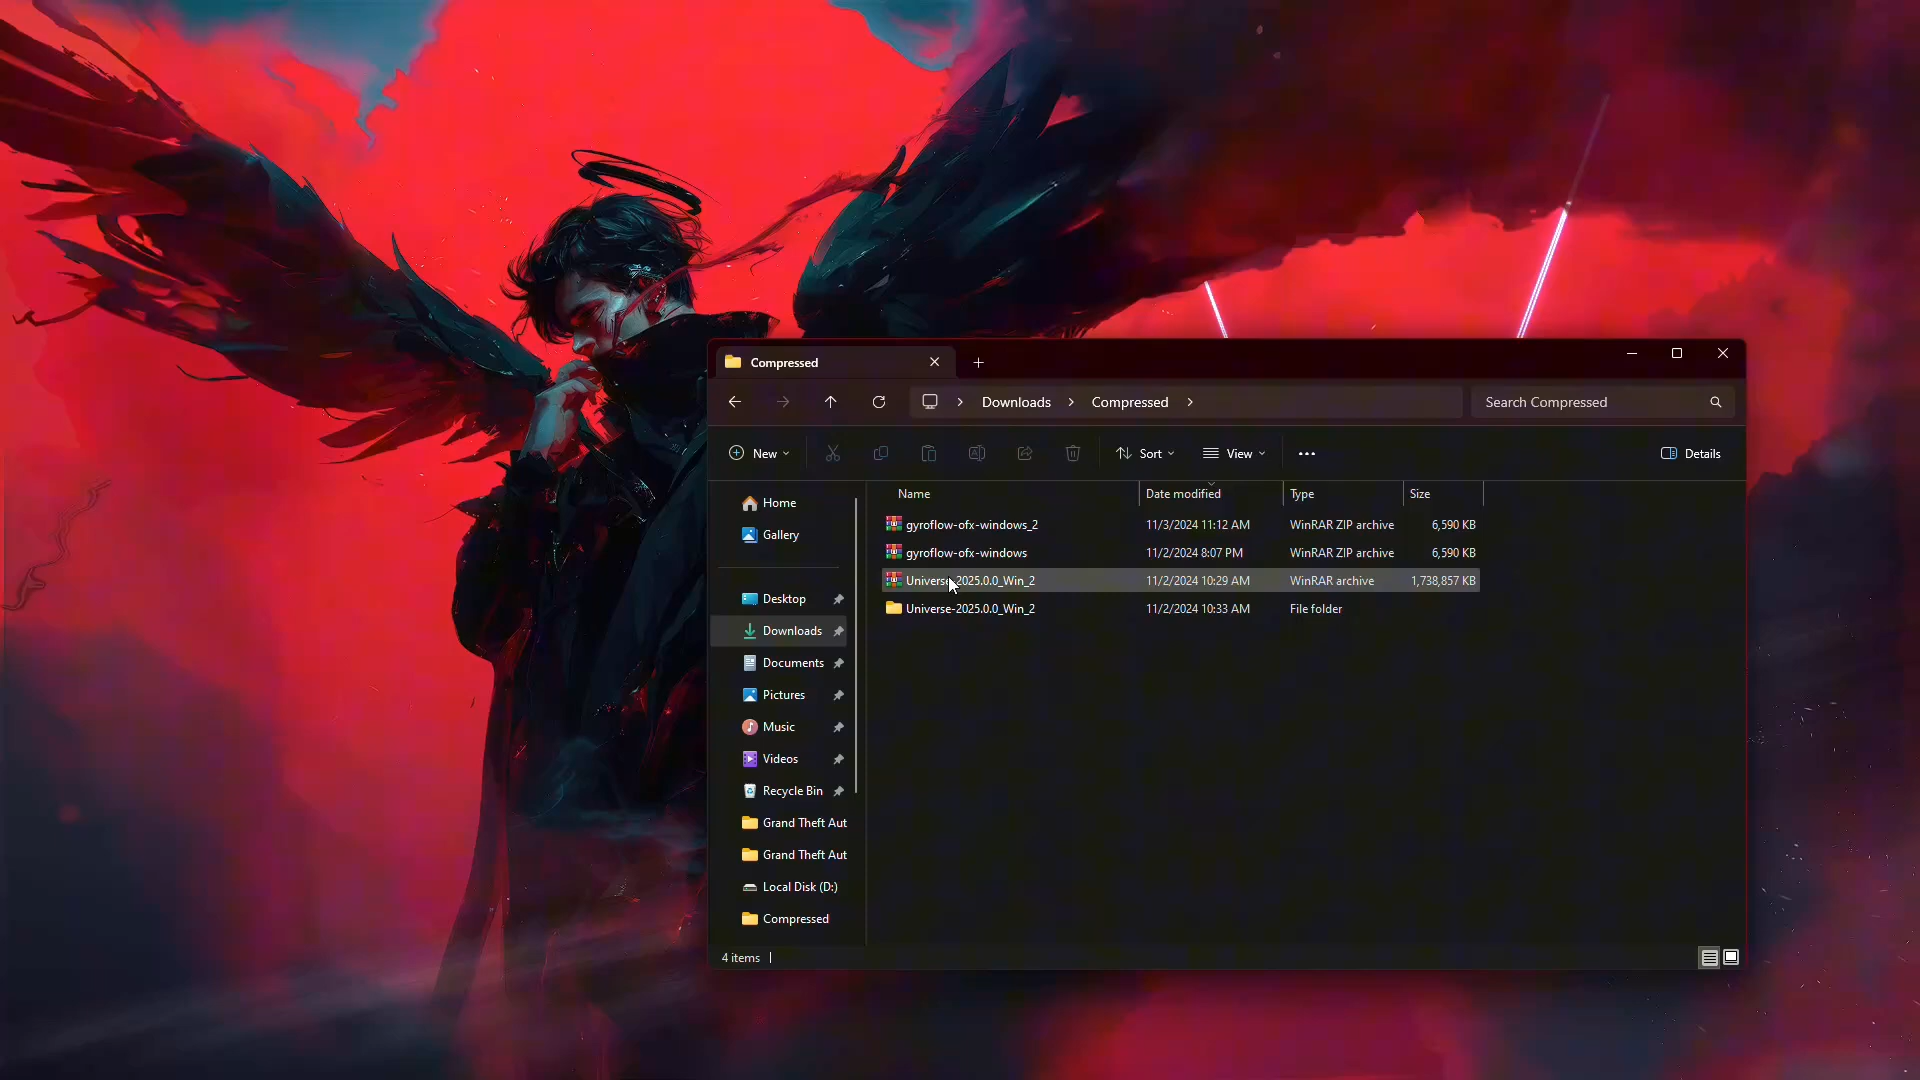 Compressed
Downloads
Compressed
Search Compressed
New
Sort
View
Details
Name
Date modified
Type
Size
gyroflow-ofx-windows_2
11/3/2024 11:12 AM
WinRAR ZIP archive
6,590 KB
gyroflow-ofx-windows
11/2/2024 8:07 PM
WinRAR ZIP archive
6,590 KB
Universe-2025.0.0_Win_2
11/2/2024 10:29 AM
WinRAR archive
1,738,857 KB
Universe-2025.0.0_Win_2
11/2/2024 10:33 AM
File folder
Home
Gallery
Desktop
Downloads
Documents
Pictures
Music
Videos
Recycle Bin
Grand Theft Aut
Grand Theft Aut
Local Disk (D:)
Compressed
4 items